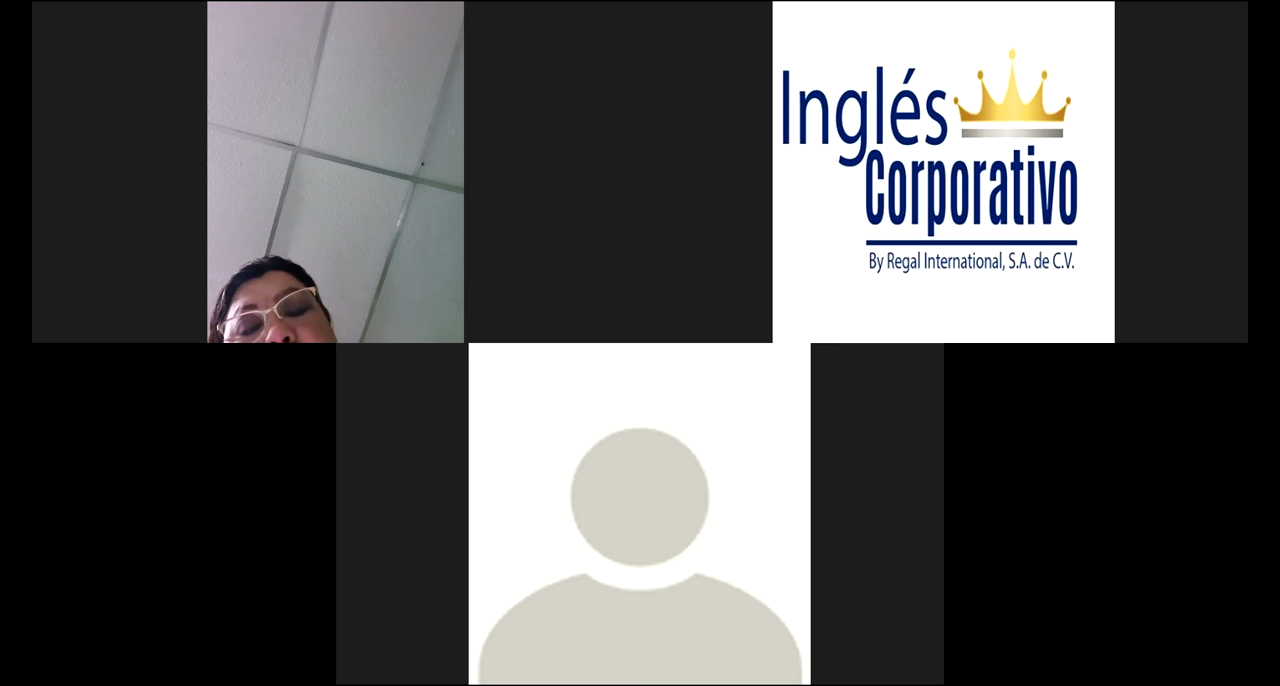 Inglés
Corporativo
By Regal International, S.A. de C.V.